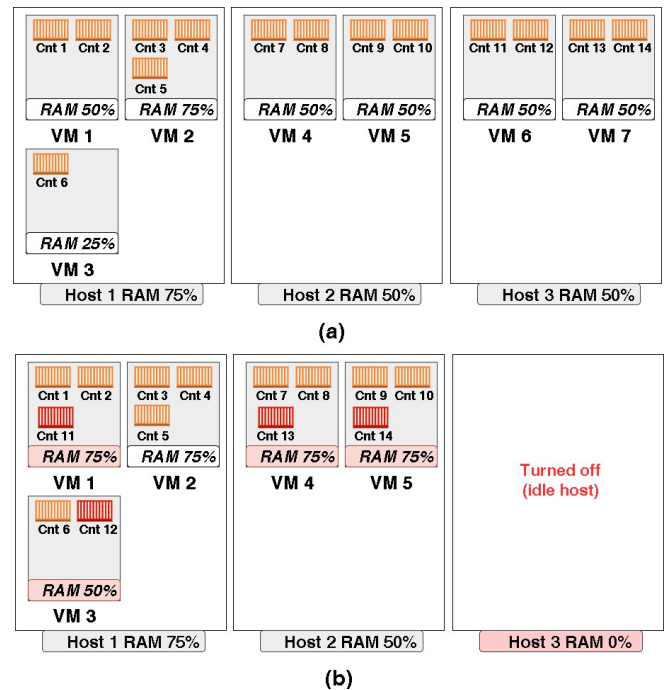 Cnt 1 Cnt 2 Cnt 3 Cnt 4 Cnt 7 Cnt 8 Cnt 9 Cnt 10 Cnt 11 Cnt 12 Cnt 13 Cnt 14
Cnt 5
RAM 50% RAM 75% RAM 50% RAM 50% RAM 50% RAM 50%
VM 1 VM 2 VM 4 VM 5 VM 6 VM 7
Cnt 6
RAM 25%
VM 3
Host 1 RAM 75% Host 2 RAM 50% Host 3 RAM 50%
(a)
Cnt 1 Cnt 2 Cnt 3 Cnt 4 Cnt 7 Cnt 8 Cnt 9 Cnt 10
Cnt 11 Cnt 5 Cnt 13 Cnt 14
RAM 75% RAM 75% RAM 75% RAM 75%
VM 1 VM 2 VM 4 VM 5
Turned off
(idle host)
Cnt 6 Cnt 12
RAM 50%
VM 3
Host 1 RAM 75% Host 2 RAM 50% Host 3 RAM 0%
(b)